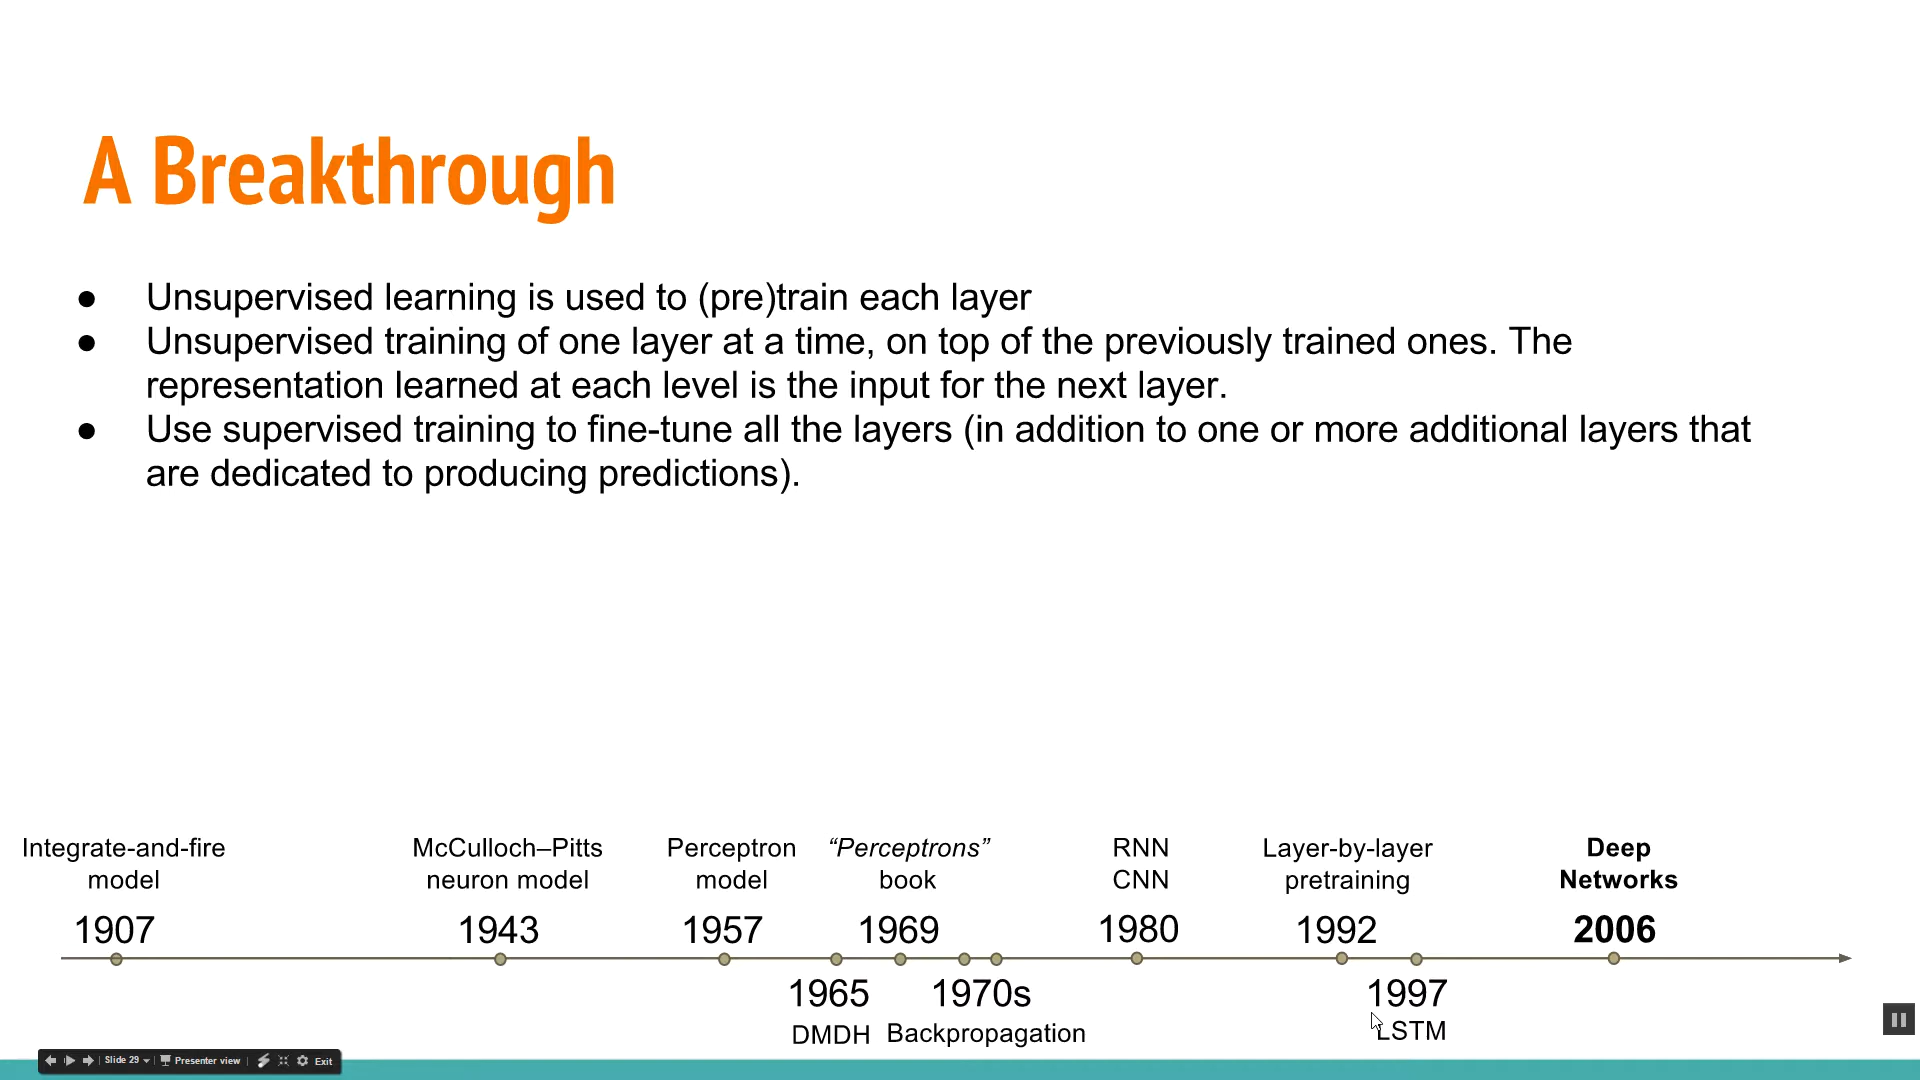 A Breakthrough
● Unsupervised learning is used to (pre)train each layer
● Unsupervised training of one layer at a time, on top of the previously trained ones. The
representation learned at each level is the input for the next layer.
● Use supervised training to fine-tune all the layers (in addition to one or more additional layers that
are dedicated to producing predictions).
Integrate-and-fire
model
1907
McCulloch–Pitts
neuron model
1943
Perceptron
model
1957
1965
DMDH
“Perceptrons”
book
1969
1970s
Backpropagation
RNN
CNN
1980
Layer-by-layer
pretraining
1992
1997
LSTM
Deep
Networks
2006
Slide 29 Presenter view Exit